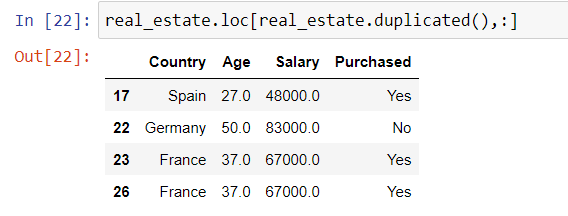 In [22]: real_estate.loc[real_estate.duplicated(),:]
Out[22]:
Country Age Salary Purchased
17 Spain 27.0 48000.0 Yes
22 Germany 50.0 83000.0 No
23 France 37.0 67000.0 Yes
26 France 37.0 67000.0 Yes